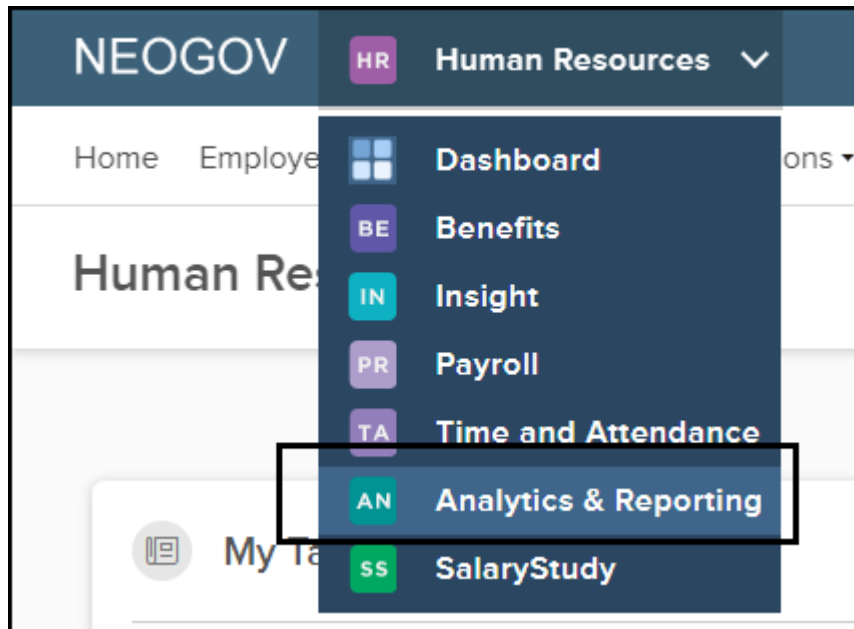 NEOGOV HR Human Resources
Home Employe ons
Dashboard
BE Benefits
Human Re
IN Insight
PR Payroll
TA Time and Attendance
AN Analytics & Reporting
My Ta
SS SalaryStudy